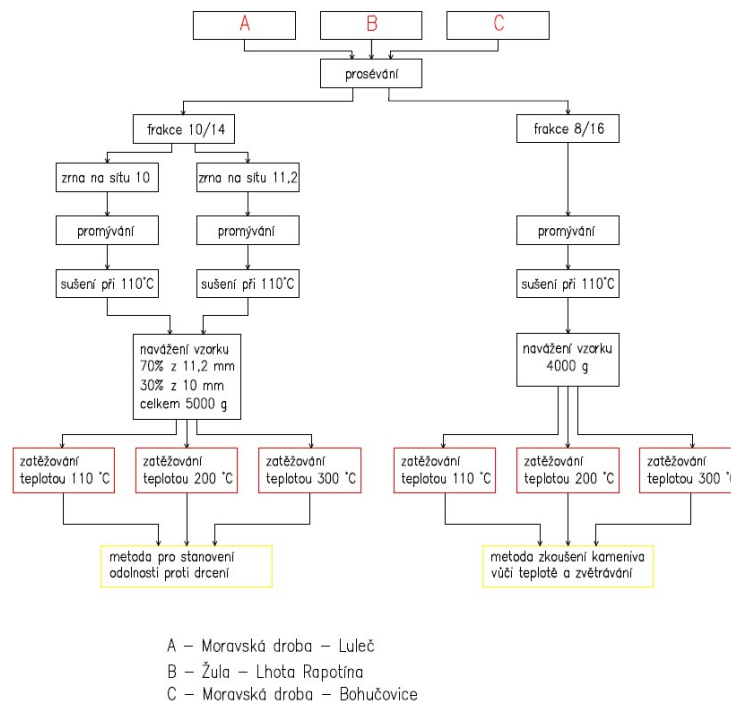 A
B
C
prosévání
frakce 10/14
frakce 8/16
zrna na sítu 10
zrna na sítu 11,2
promývání
promývání
promývání
sušení při 110°C
sušení při 110°C
sušení při 110°C
navážení vzorku
70% z 11,2 mm
30% z 10 mm
celkem 5000 g
navážení vzorku
4000 g
zatěžování
teplotou 110 °C
zatěžování
teplotou 200 °C
zatěžování
teplotou 300 °C
zatěžování
teplotou 110 °C
zatěžování
teplotou 200 °C
zatěžování
teplotou 300 °C
metoda pro stanovení
odolnosti proti drcení
metoda zkoušení kameniva
vůči teplotě a zvětrávání
A – Moravská droba – Luleč
B – Žula – Lhota Rapotína
C – Moravská droba – Bohučovice